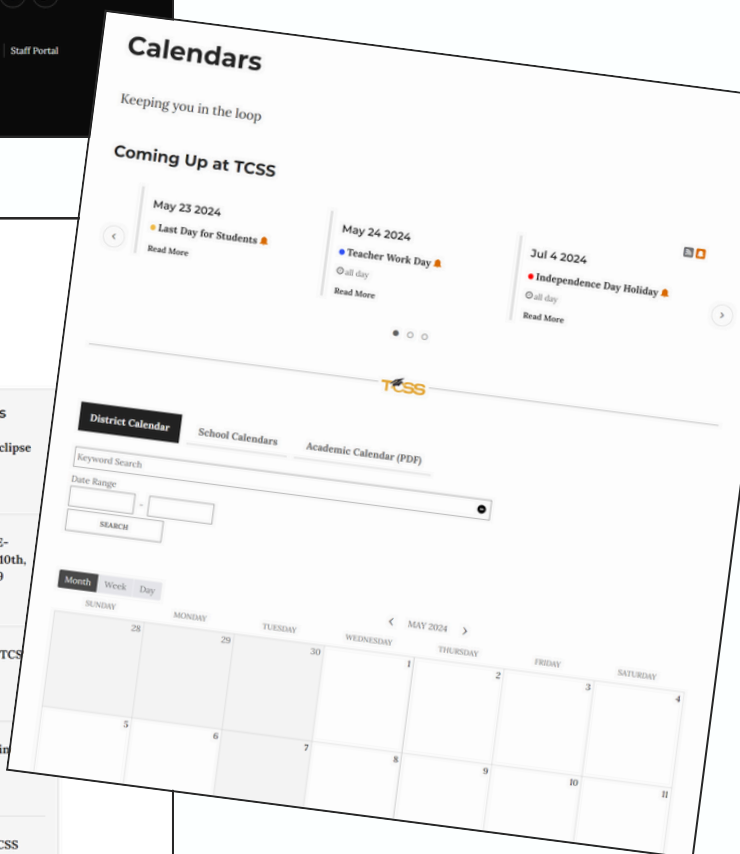 Staff Portal
Calendars
Keeping you in the loop
Coming Up at TCSS
May 23 2024
Last Day for Students
Read More
May 24 2024
Teacher Work Day
all day
Read More
Jul 4 2024
Independence Day Holiday
all day
Read More
TCSS
District Calendar
School Calendars
Academic Calendar (PDF)
Keyword Search
Date Range
-
SEARCH
Month Week Day
MAY 2024
SUNDAY MONDAY TUESDAY WEDNESDAY THURSDAY FRIDAY SATURDAY
28 29 30 1 2 3 4
5 6 7 8 9 10 11
S
clipse
E-
10th,
9
TCS
in
CSS